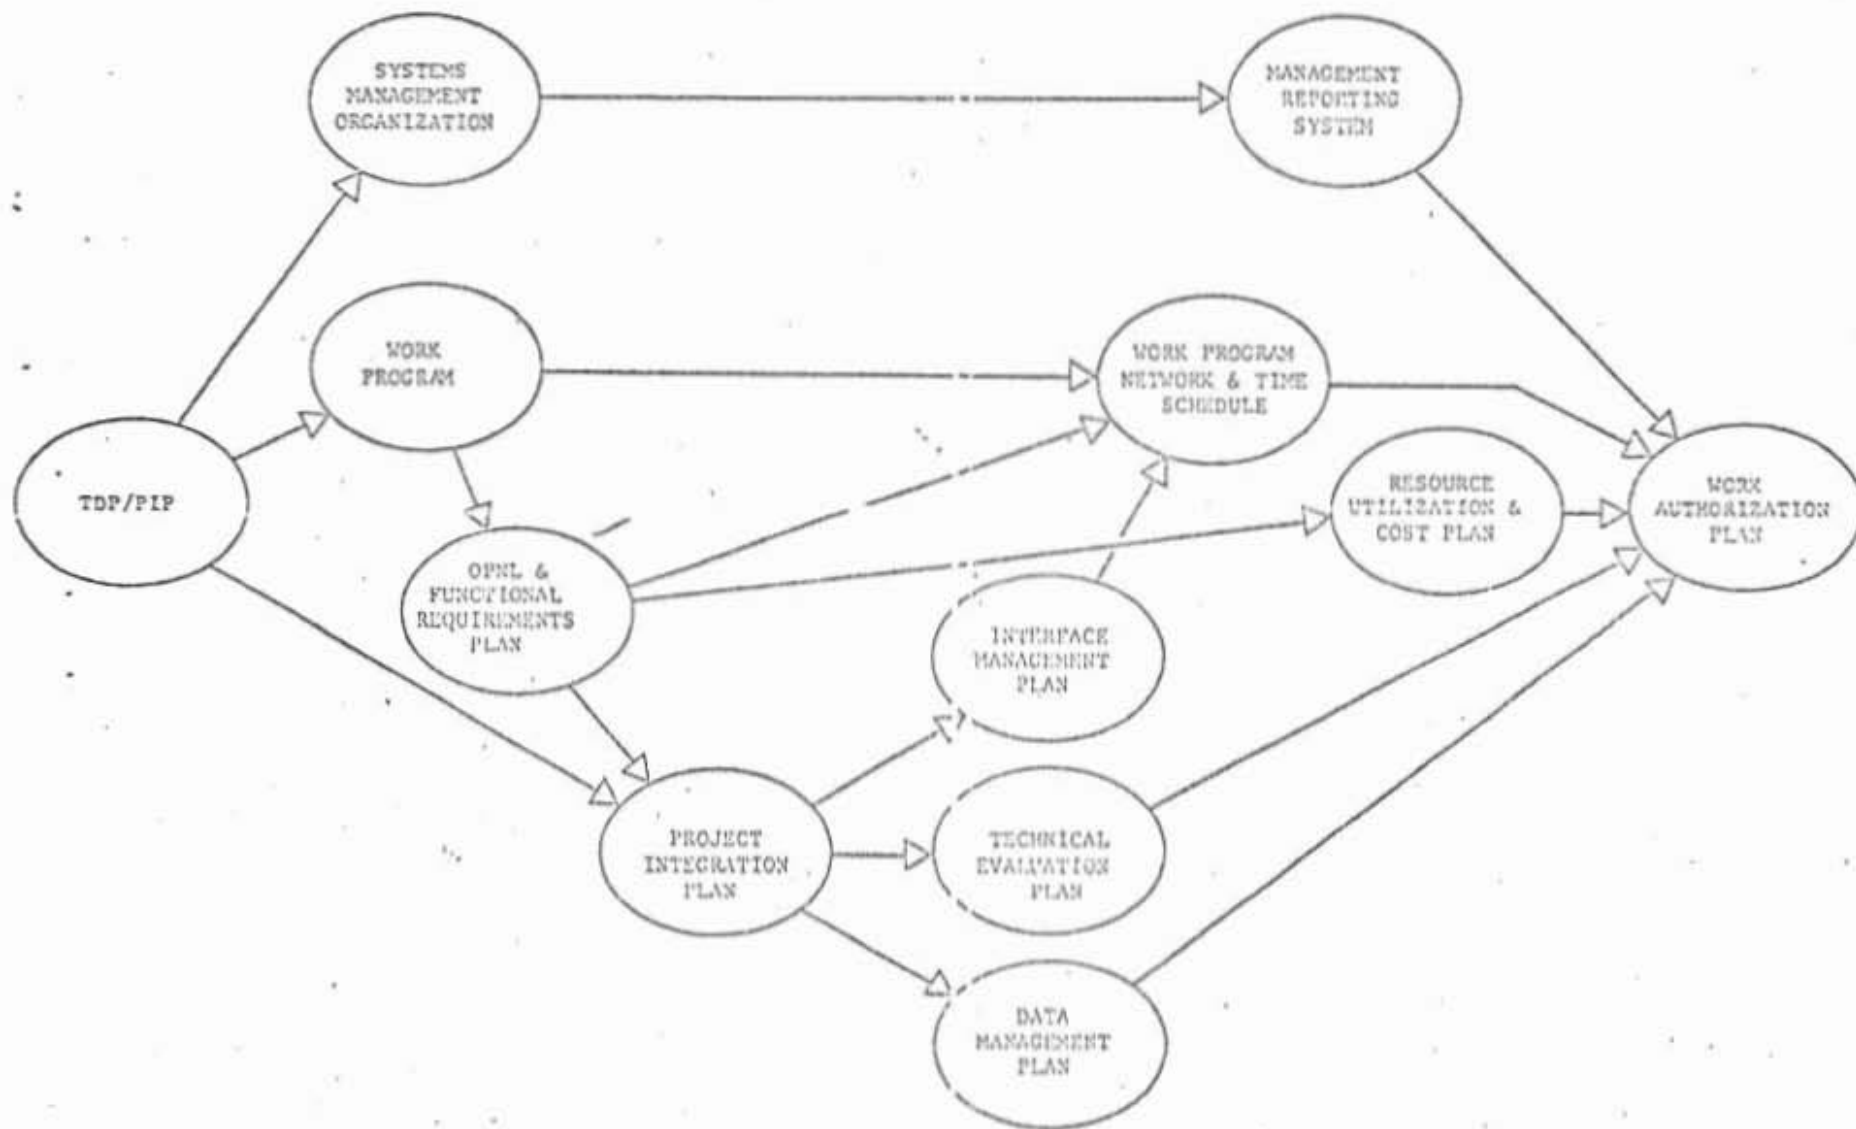 SYSTEMS
MANAGEMENT
ORGANIZATION
MANAGEMENT
REPORTING
SYSTEM
WORK
PROGRAM
WORK PROGRAM
NETWORK & TIME
SCHEDULE
TDP/PIP
RESOURCE
UTILIZATION &
COST PLAN
WORK
AUTHORIZATION
PLAN
OPNL &
FUNCTIONAL
REQUIREMENTS
PLAN
INTERFACE
MANAGEMENT
PLAN
PROJECT
INTEGRATION
PLAN
TECHNICAL
EVALUATION
PLAN
DATA
MANAGEMENT
PLAN